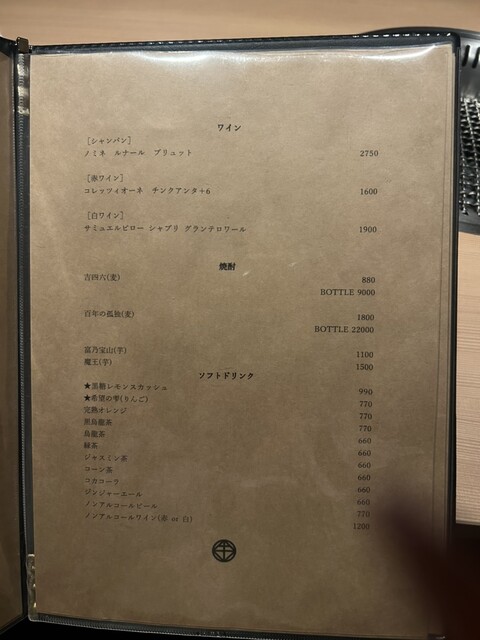 ワイン
[シャンパン]
ノミネ ルナール ブリュット 2750
[赤ワイン]
コレッツィオーネ チンクアンタ+6 1600
[白ワイン]
サミュエルビロー シャブリ グランテロワール 1900
焼酎
吉四六(麦) 880
BOTTLE 9000
百年の孤独(麦) 1800
BOTTLE 22000
富乃宝山(芋) 1100
魔王(芋) 1500
ソフトドリンク
★黒糖レモンスカッシュ 990
★希望の雫(りんご) 770
完熟オレンジ 770
黒烏龍茶 770
烏龍茶 660
緑茶 660
ジャスミン茶 660
コーン茶 660
コカコーラ 660
ジンジャーエール 660
ノンアルコールビール 770
ノンアルコールワイン(赤 or 白) 1200